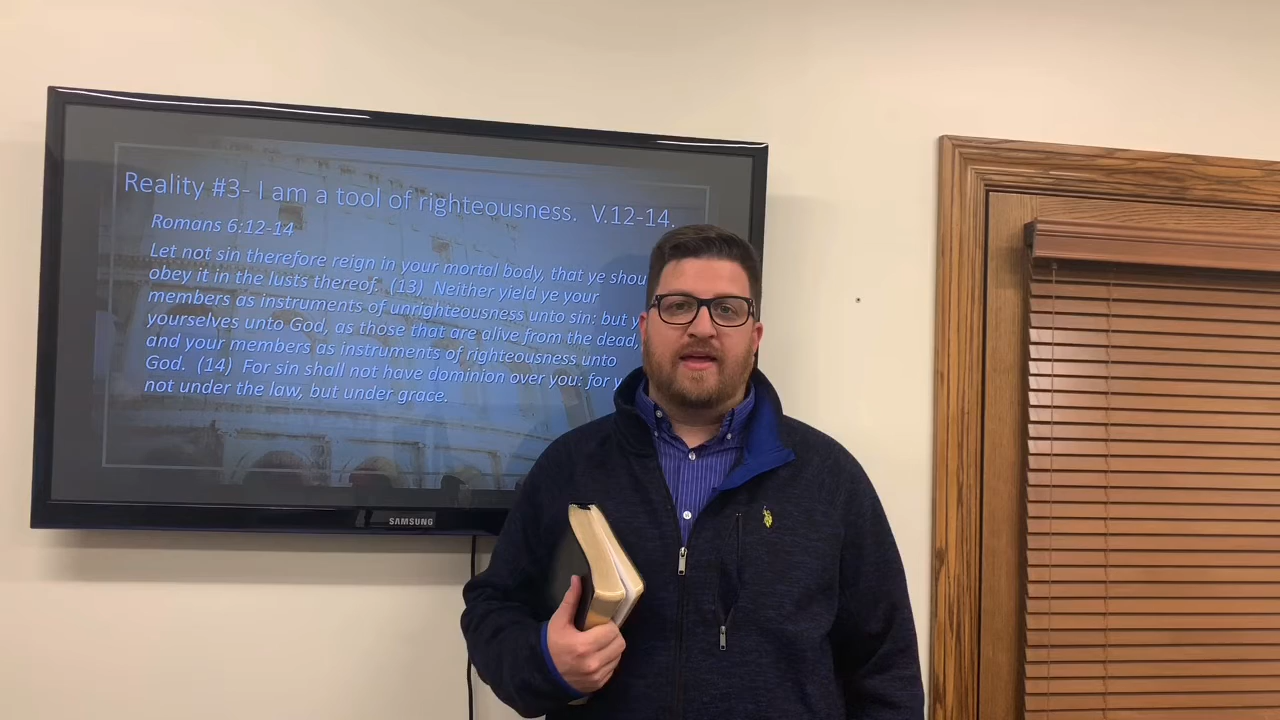 Reality #3- I am a tool of righteousness. V.12-14.
Romans 6:12-14
Let not sin therefore reign in your mortal body, that ye shou
obey it in the lusts thereof. (13) Neither yield ye your
members as instruments of unrighteousness unto sin: but y
yourselves unto God, as those that are alive from the dead,
and your members as instruments of righteousness unto
God. (14) For sin shall not have dominion over you: for y
not under the law, but under grace.
SAMSUNG